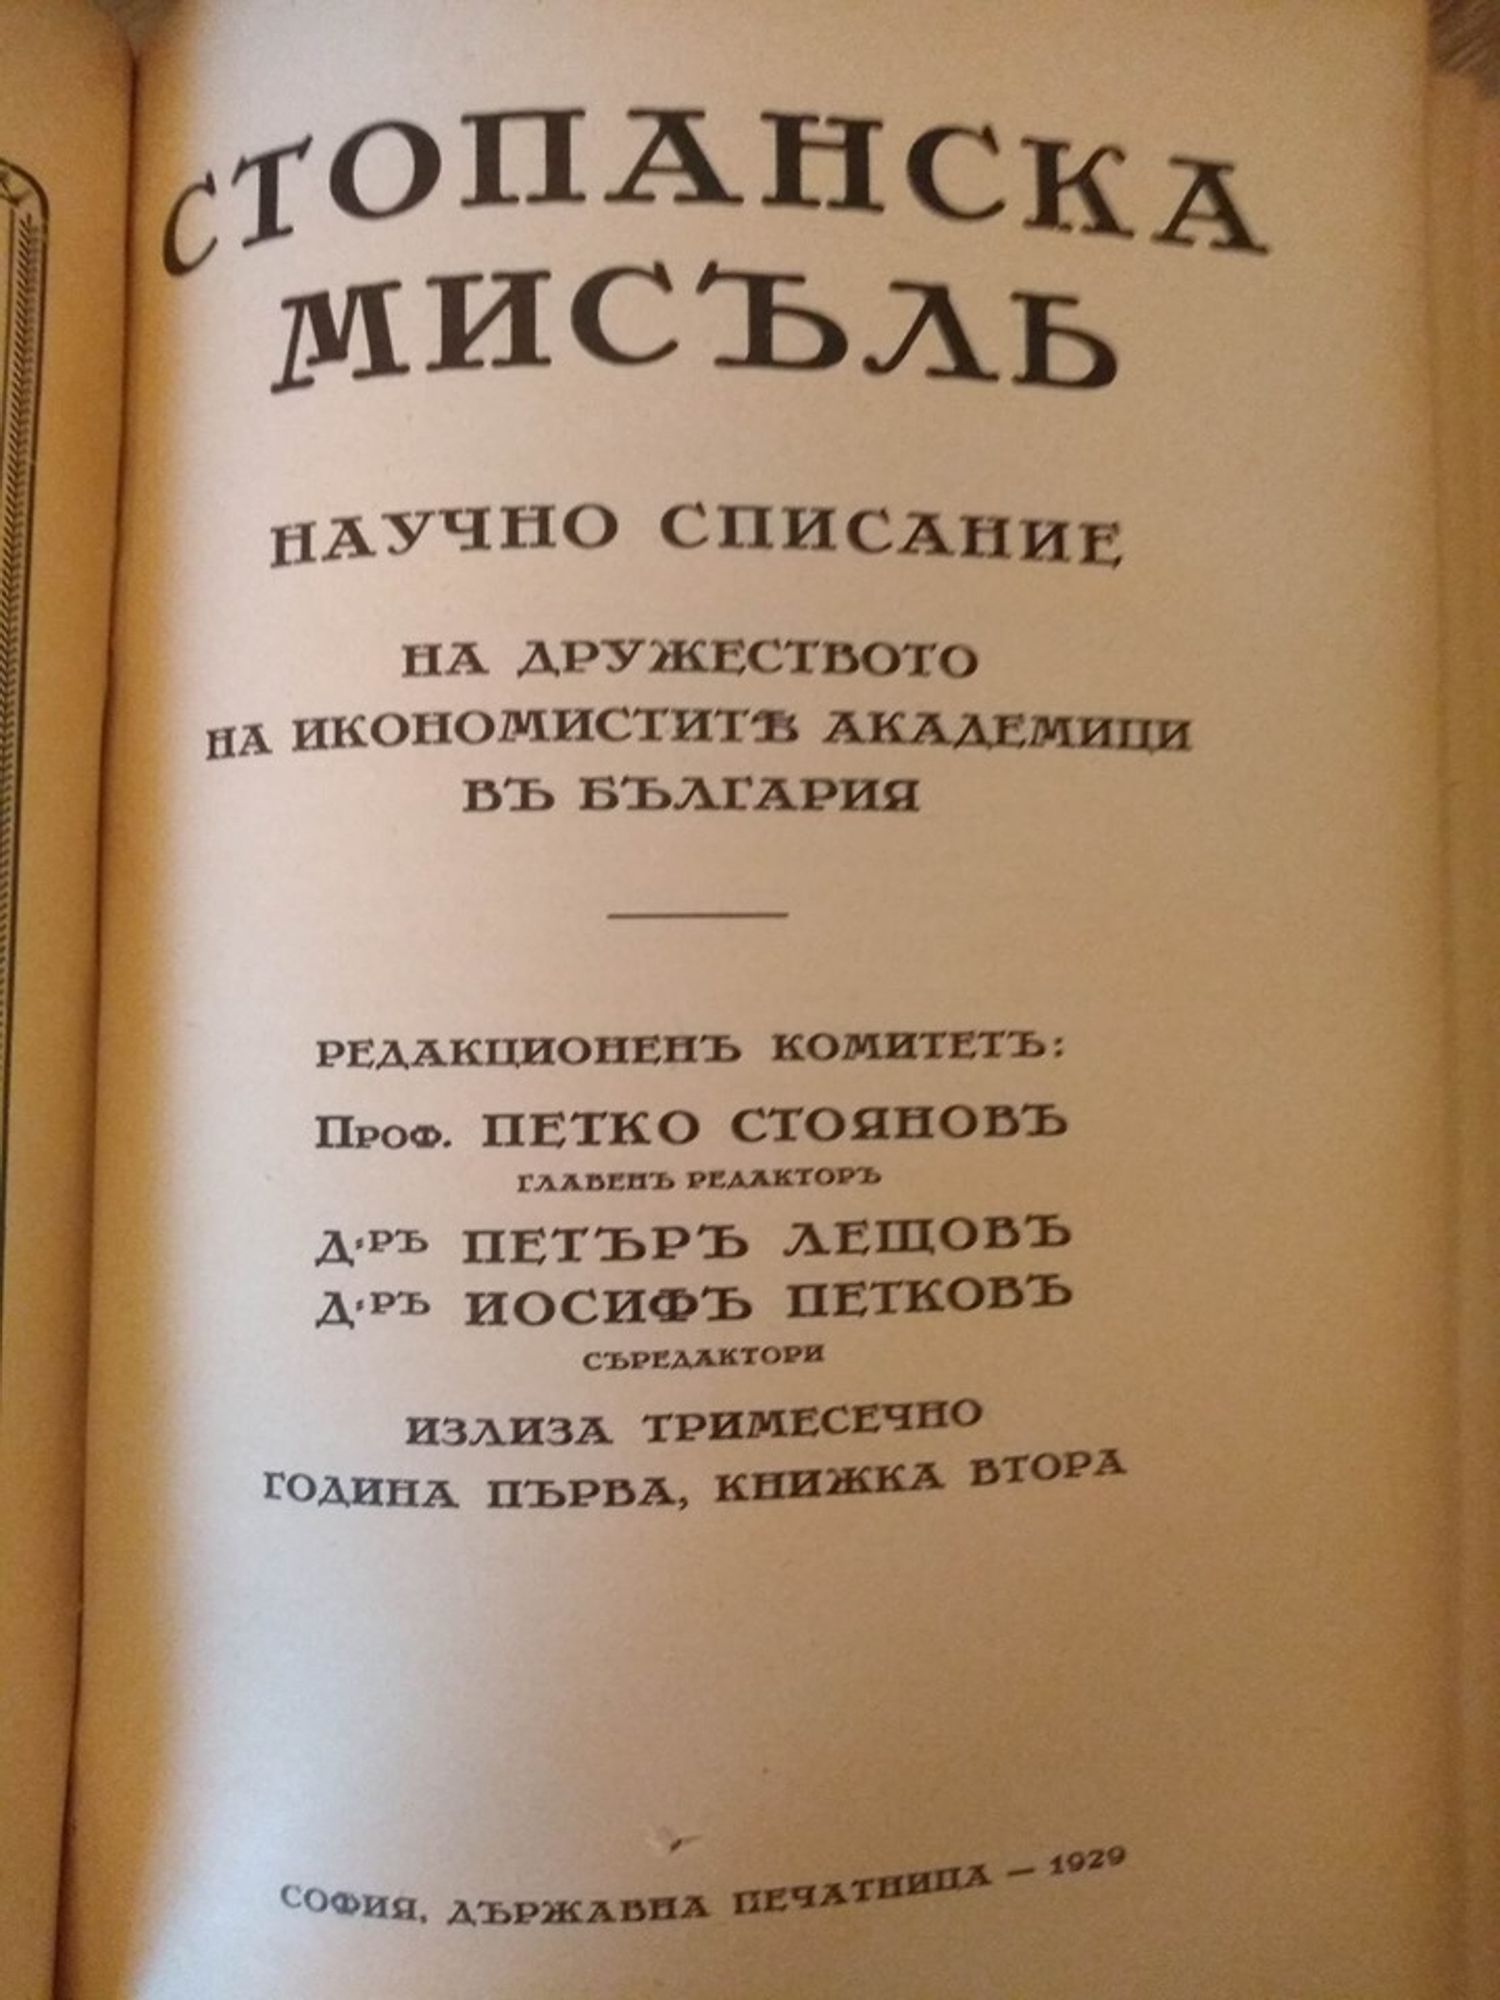 СТОПАНСКА
МИСЪЛЬ
НАУЧНО СПИСАНИЕ
НА ДРУЖЕСТВОТО
НА ИКОНОМИСТИТѢ АКАДЕМИЦИ
ВЪ БЪЛГАРИЯ
РЕДАКЦИОНЕНЪ КОМИТЕТЪ:
Проф. ПЕТКО СТОЯНОВЪ
ГЛАВЕНЪ РЕДАКТОРЪ
Д-РЪ ПЕТЪРЪ ЛЕЩОВЪ
Д-РЪ ИОСИФЪ ПЕТКОВЪ
СЪРЕДАКТОРИ
ИЗЛИЗА ТРИМЕСЕЧНО
ГОДИНА ПЪРВА, КНИЖКА ВТОРА
СОФИЯ, ДЪРЖАВНА ПЕЧАТНИЦА — 1929